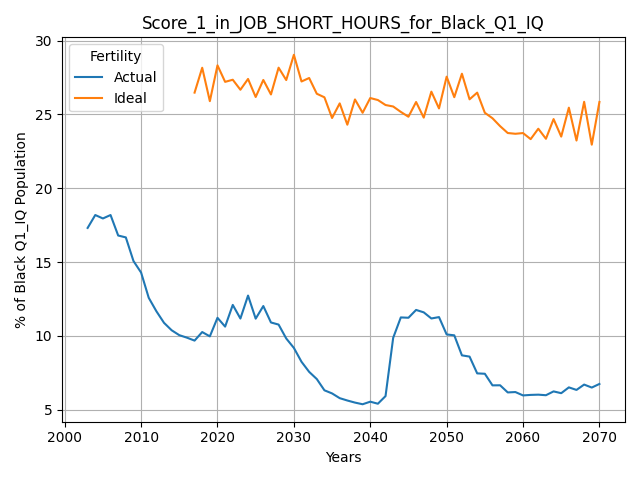 Score_1_in_JOB_SHORT_HOURS_for_Black_Q1_IQ
Fertility
Actual
Ideal
% of Black Q1_IQ Population
30
25
20
15
10
5
2000 2010 2020 2030 2040 2050 2060 2070
Years